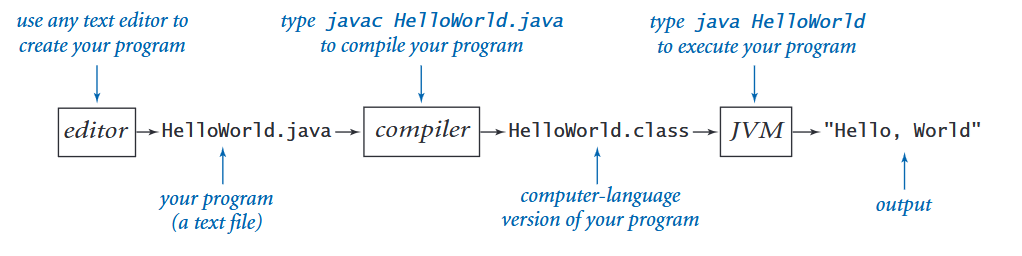 use any text editor to
create your program
type javac HelloWorld.java
to compile your program
type java HelloWorld
to execute your program
editor
HelloWorld.java
compiler
HelloWorld.class
JVM
"Hello, World"
your program
(a text file)
computer-language
version of your program
output